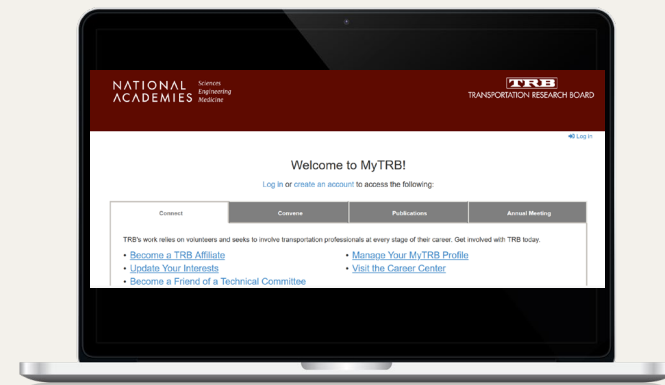 NATIONAL
ACADEMIES
Sciences
Engineering
Medicine
TRB
TRANSPORTATION RESEARCH BOARD
Log in
Welcome to MyTRB!
Log in or create an account to access the following:
Connect
Convene
Publications
Annual Meeting
TRB's work relies on volunteers and seeks to involve transportation professionals at every stage of their career. Get involved with TRB today.
• Become a TRB Affiliate
• Update Your Interests
• Become a Friend of a Technical Committee
• Manage Your MyTRB Profile
• Visit the Career Center